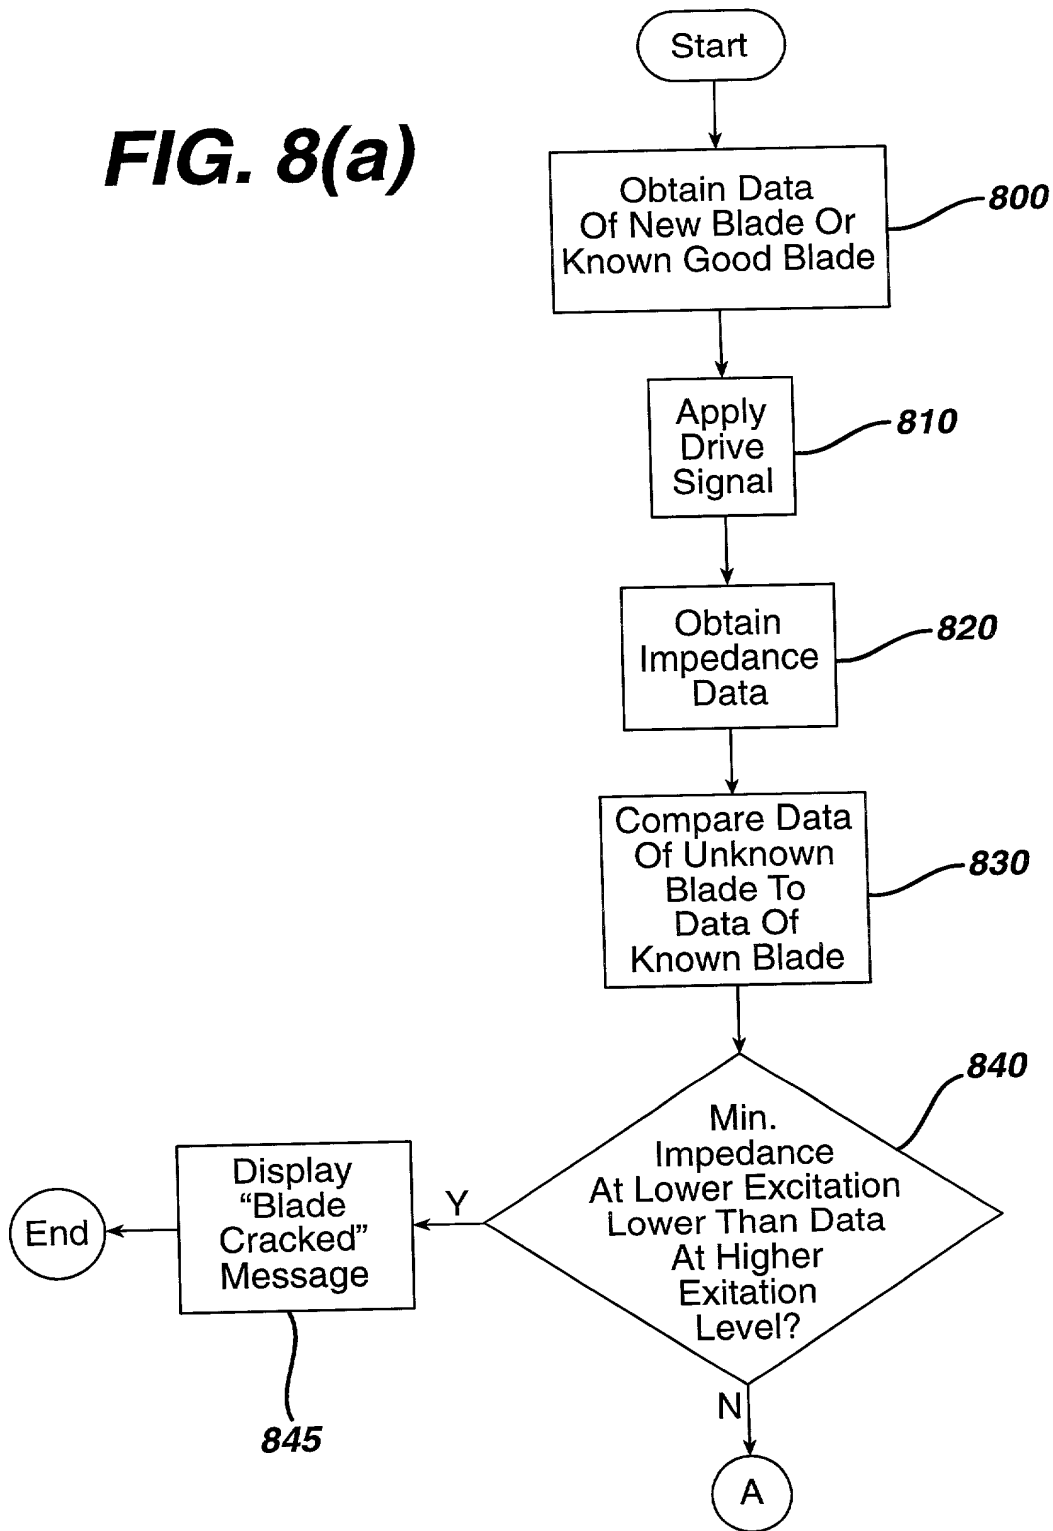 Start
FIG. 8(a)
Obtain Data
Of New Blade Or
Known Good Blade
800
Apply
Drive
Signal
810
Obtain
Impedance
Data
820
Compare Data
Of Unknown
Blade To
Data Of
Known Blade
830
840
Min.
Impedance
At Lower Excitation
Lower Than Data
At Higher
Exitation
Level?
Y
Display
“Blade
Cracked”
Message
End
845
N
A